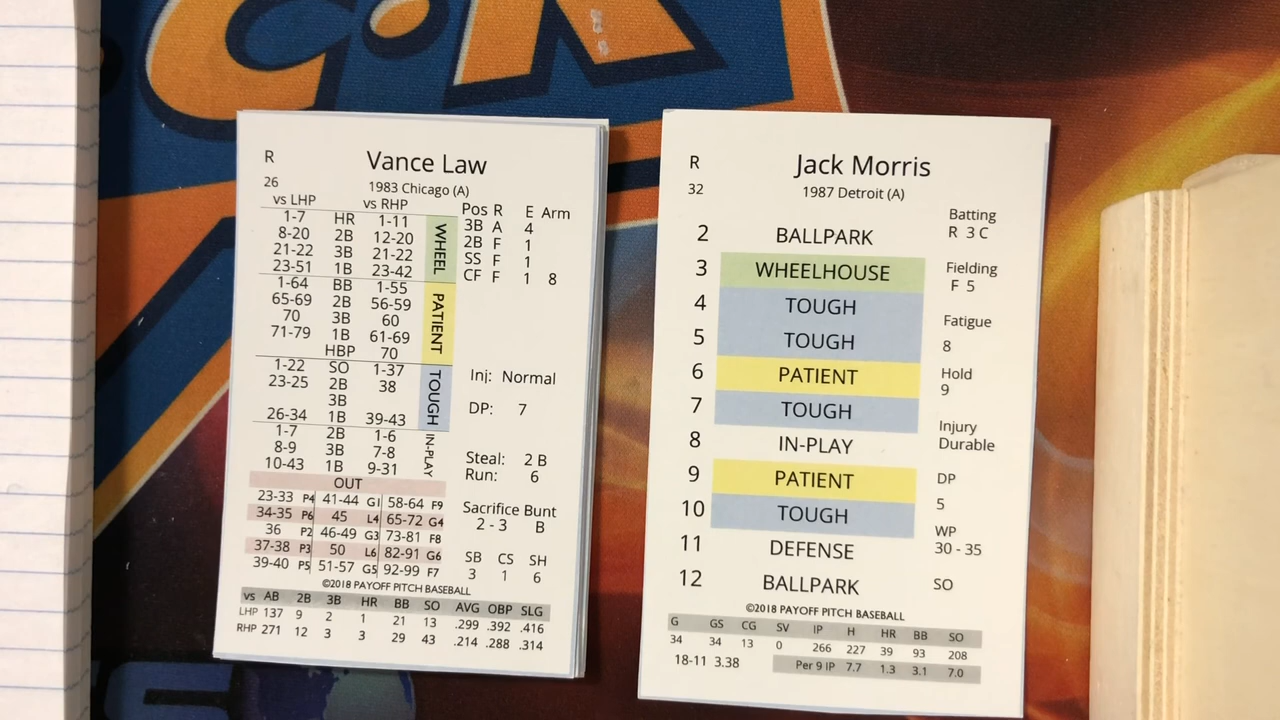 R Vance Law
26 1983 Chicago (A)
vs LHP vs RHP Pos R E Arm
1-7 HR 1-11 3B A 4
8-20 2B 12-20 2B F 1
21-22 3B 21-22 SS F 1
23-51 1B 23-42 CF F 1 8
WHEEL
1-64 BB 1-55
65-69 2B 56-59
70 3B 60
71-79 1B 61-69
HBP 70
PATIENT
1-22 SO 1-37 Inj: Normal
23-25 2B 38
3B DP: 7
26-34 1B 39-43
TOUGH
1-7 2B 1-6
8-9 3B 7-8 Steal: 2 B
10-43 1B 9-31 Run: 6
IN-PLAY
OUT
23-33 P4 41-44 G1 58-64 F9 Sacrifice Bunt
34-35 P6 45 L4 65-72 G4 2 - 3 B
36 P2 46-49 G3 73-81 F8
37-38 P3 50 L6 82-91 G6 SB CS SH
39-40 P5 51-57 G5 92-99 F7 3 1 6
©2018 PAYOFF PITCH BASEBALL
vs AB 2B 3B HR BB SO AVG OBP SLG
LHP 137 9 2 1 21 13 .299 .392 .416
RHP 271 12 3 3 29 43 .214 .288 .314
R Jack Morris
32 1987 Detroit (A)
2 BALLPARK Batting
R 3 C
3 WHEELHOUSE Fielding
F 5
4 TOUGH Fatigue
5 TOUGH 8
6 PATIENT Hold
9
7 TOUGH Injury
8 IN-PLAY Durable
9 PATIENT DP
10 TOUGH 5
WP
11 DEFENSE 30 - 35
12 BALLPARK SO
©2018 PAYOFF PITCH BASEBALL
G GS CG SV IP H HR BB SO
34 34 13 0 266 227 39 93 208
18-11 3.38 Per 9 IP 7.7 1.3 3.1 7.0